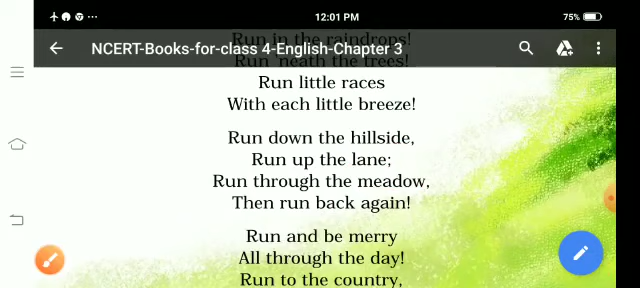 12:01 PM
75%
Run in the raindrops!
NCERT-Books-for class 4-English-Chapter 3
Run 'neath the trees!
Run little races
With each little breeze!
Run down the hillside,
Run up the lane;
Run through the meadow,
Then run back again!
Run and be merry
All through the day!
Run to the country,